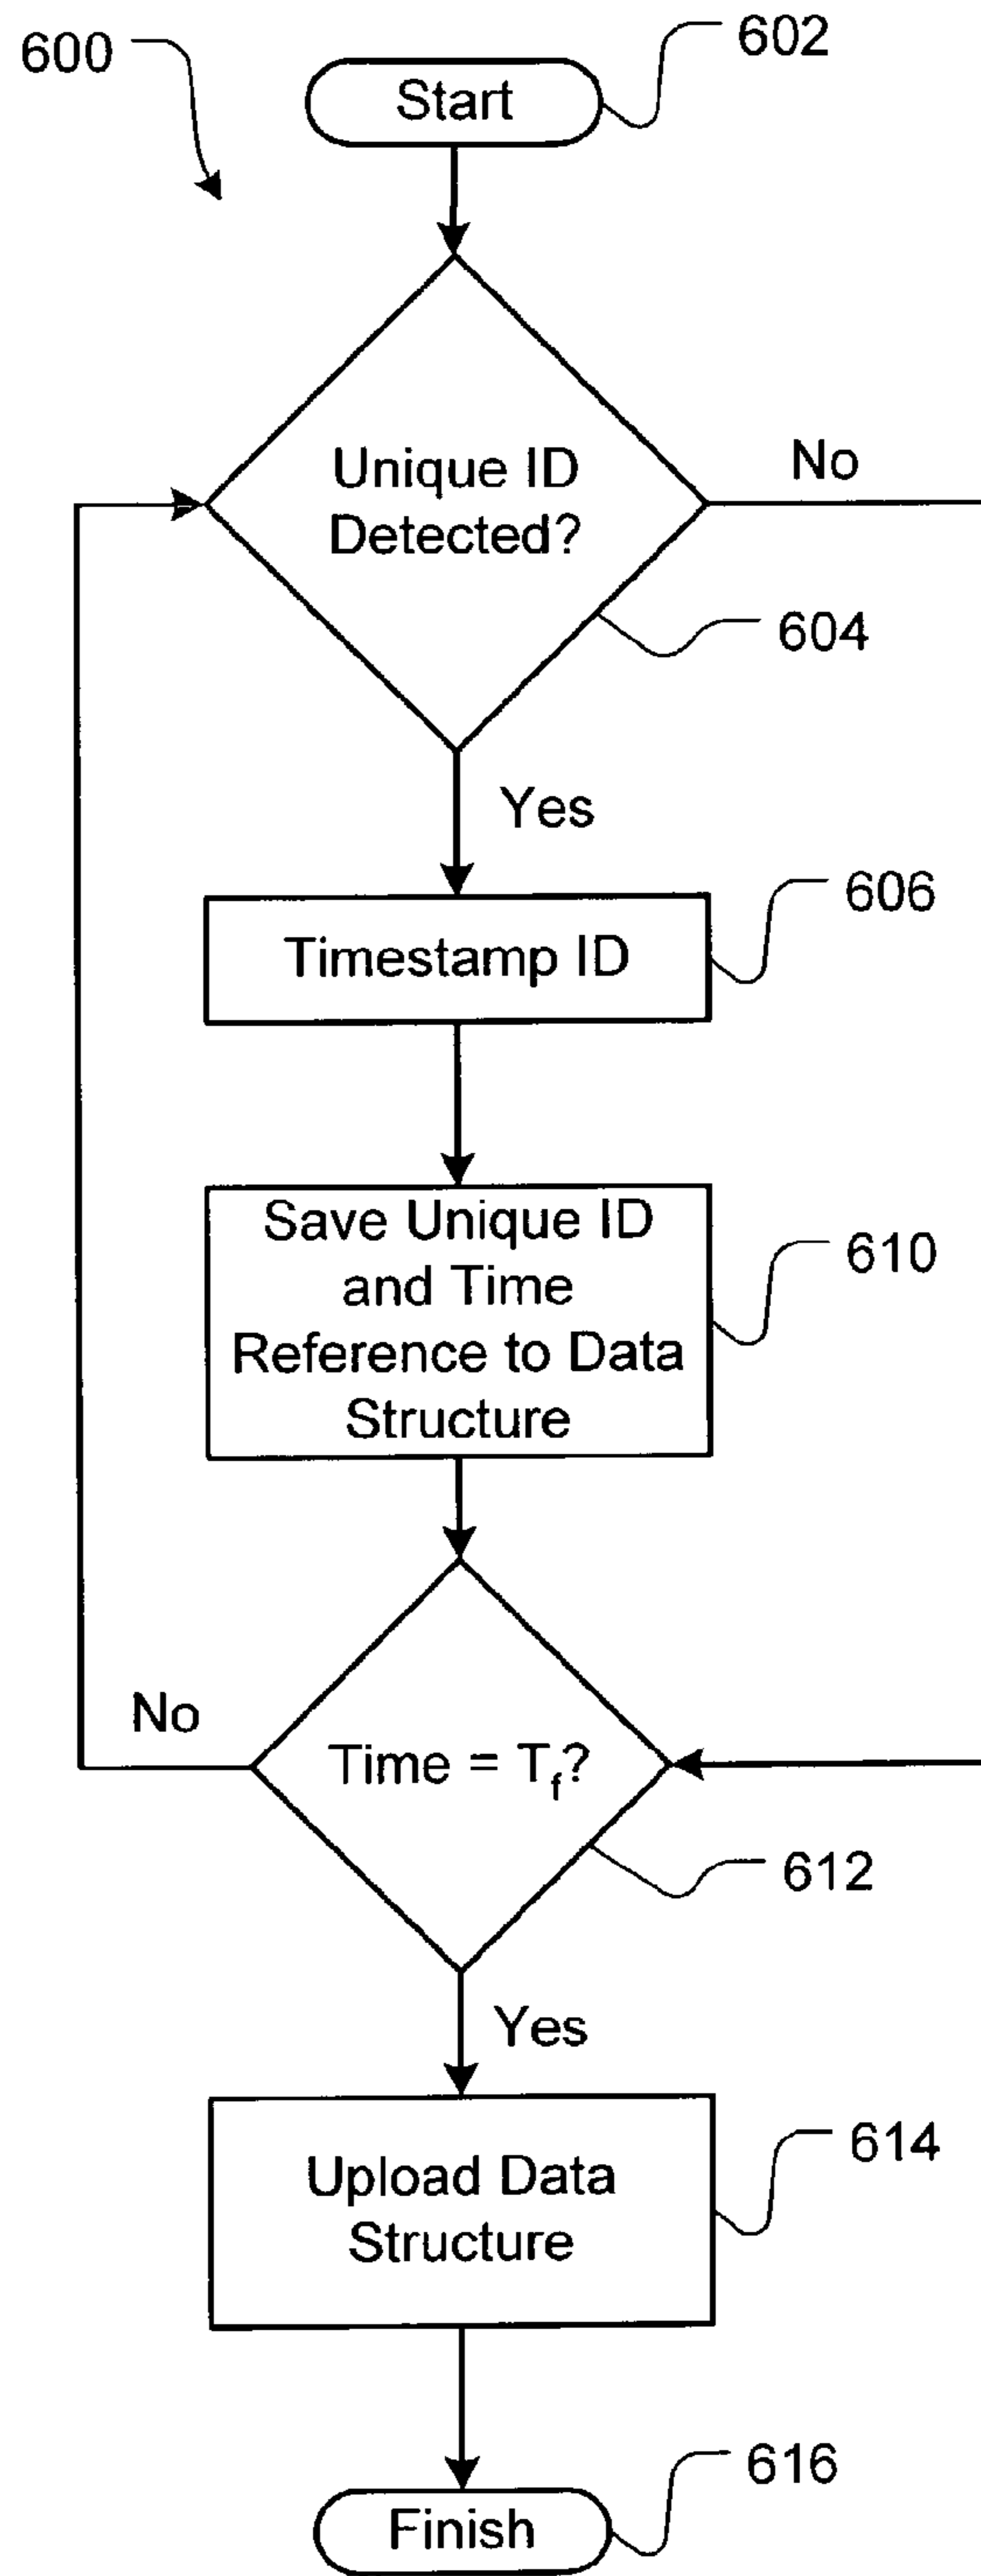 600
602
Start
Unique ID
Detected?
No
604
Yes
606
Timestamp ID
Save Unique ID
and Time
Reference to Data
Structure
610
No
Time = Tf?
612
Yes
Upload Data
Structure
614
Finish
616